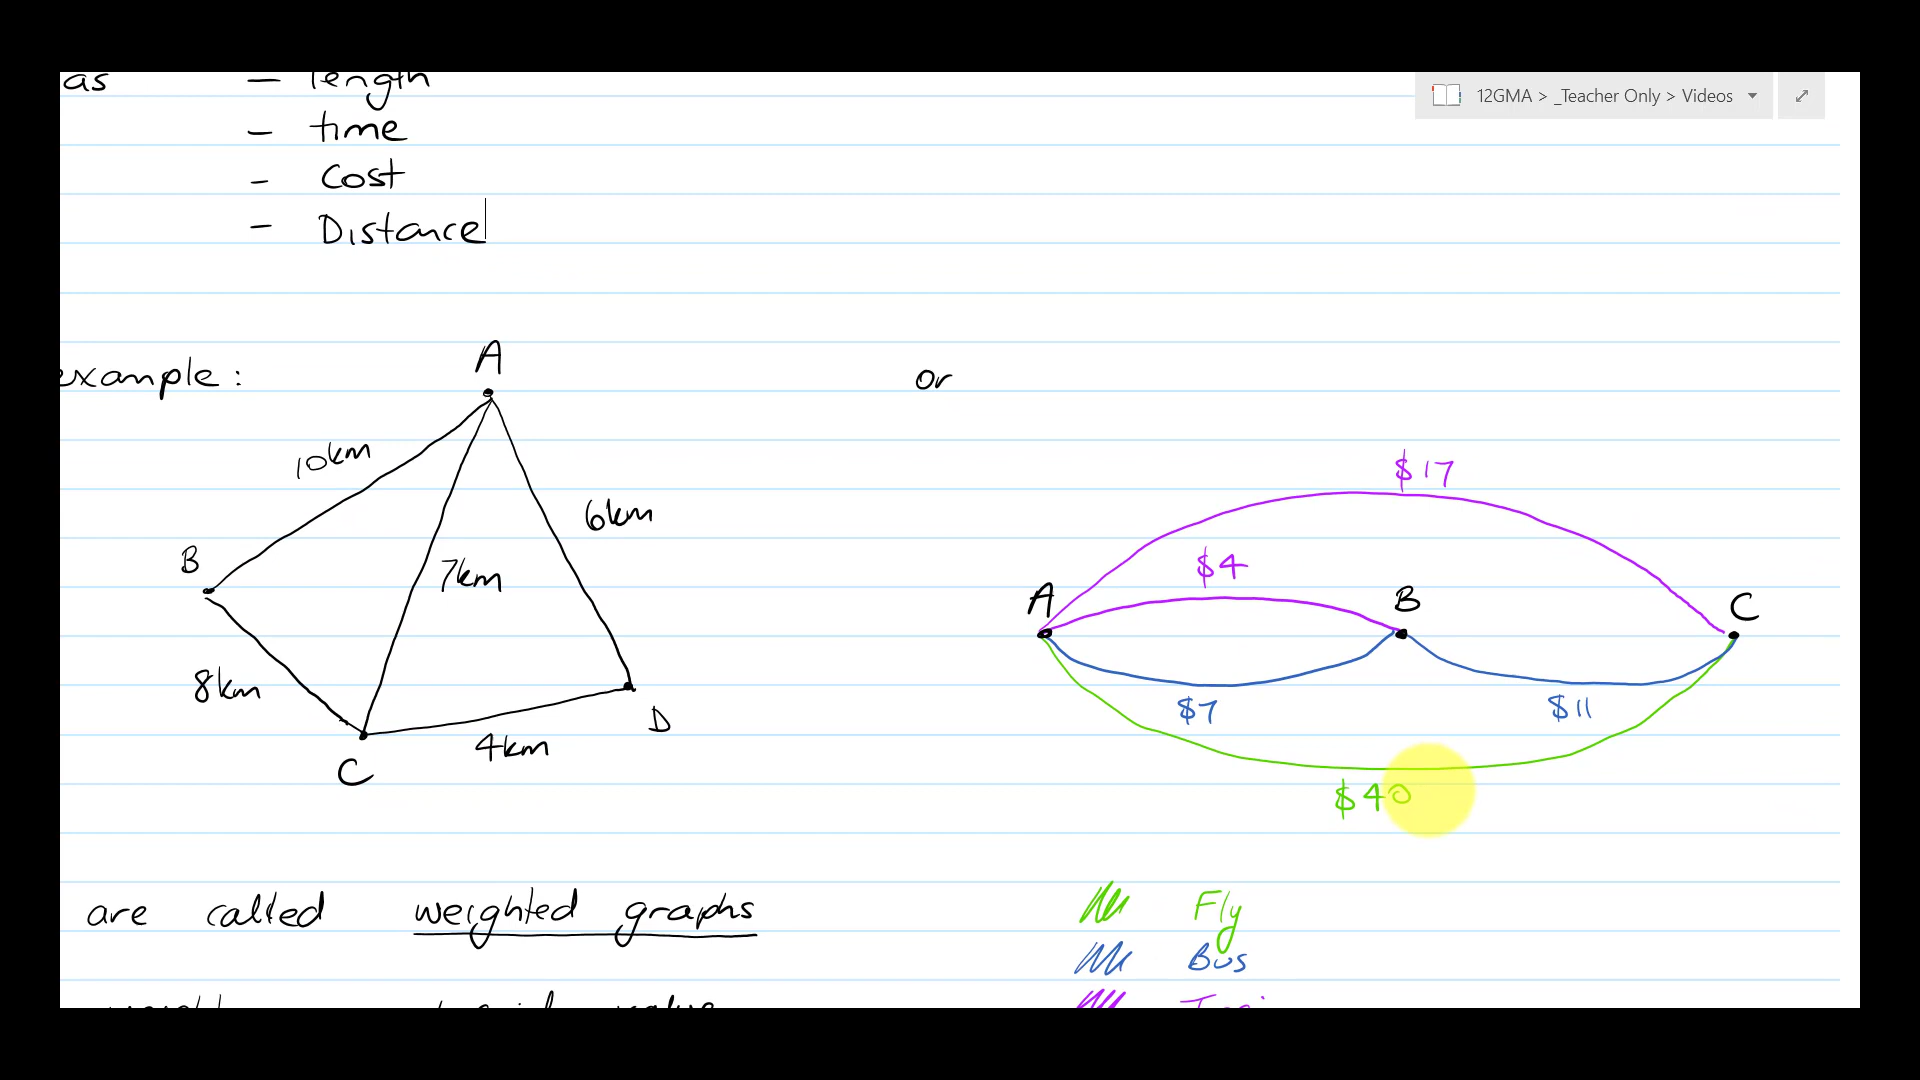 as - length
12GMA > _Teacher Only > Videos
- time
- Cost
- Distance
example:
A
or
10km
$17
6km
B
7km
$4
A
B
C
8km
$7
$11
D
4km
C
$40
are called weighted graphs
Fly
Bus